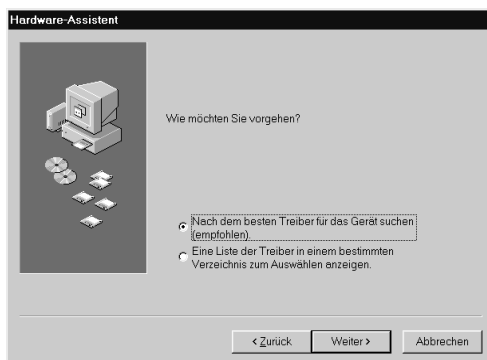 Hardware-Assistent
Wie möchten Sie vorgehen?
Nach dem besten Treiber für das Gerät suchen
(empfohlen).
Eine Liste der Treiber in einem bestimmten
Verzeichnis zum Auswählen anzeigen.
< Zurück Weiter > Abbrechen